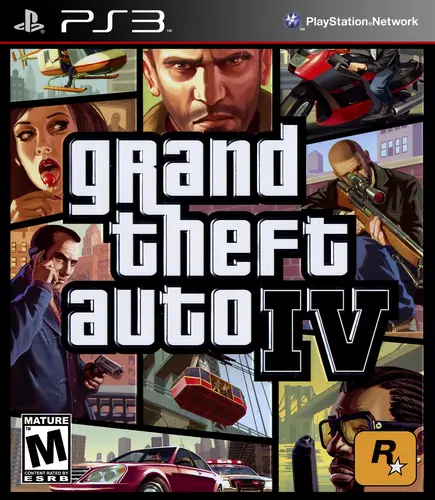 PS3 PlayStation®Network
grand
theft
auto IV
MATURE
M
CONTENT RATED BY
ESRB
R